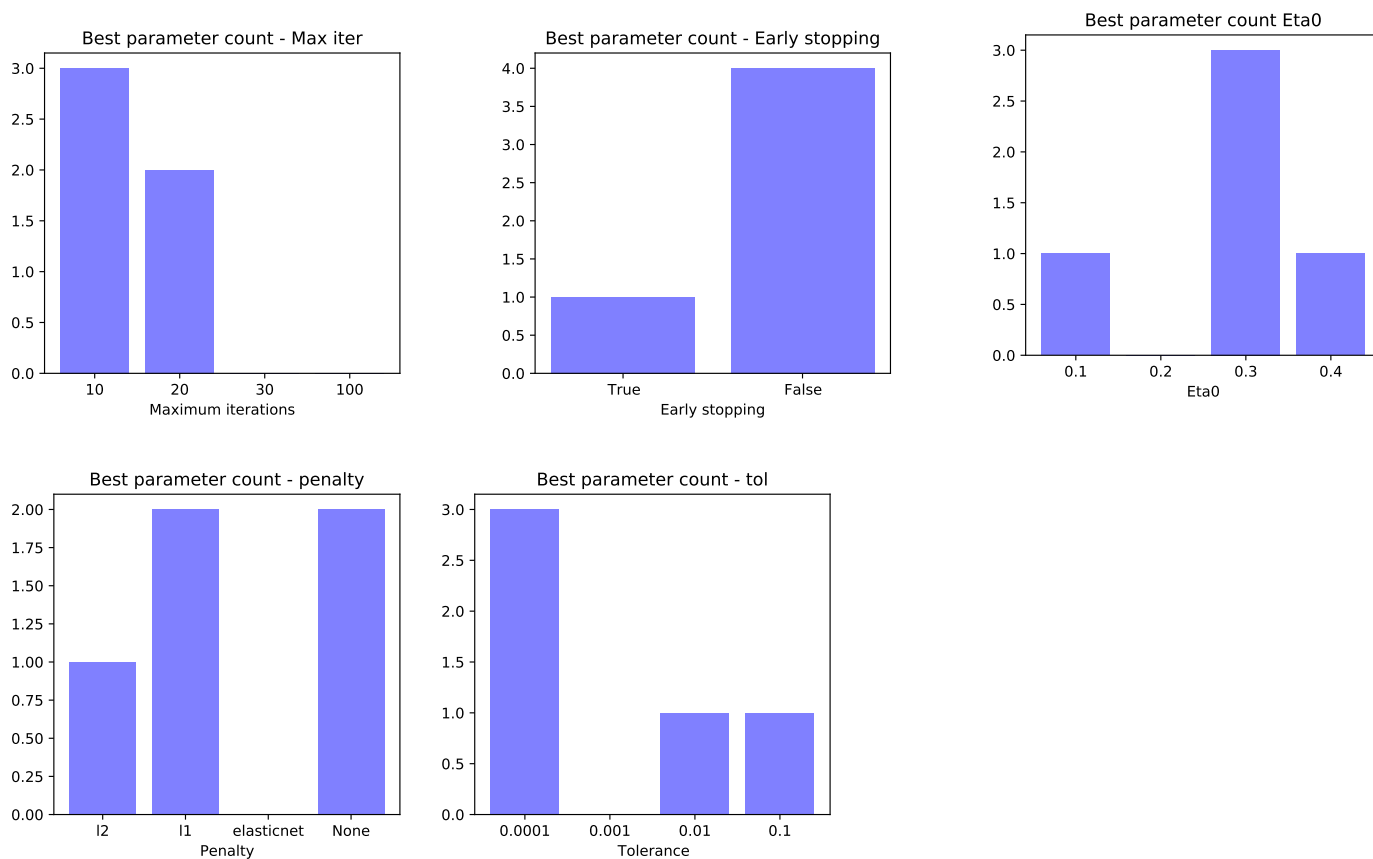 Best parameter count - Max iter
3.0
2.5
2.0
1.5
1.0
0.5
0.0
10 20 30 100
Maximum iterations
Best parameter count - Early stopping
4.0
3.5
3.0
2.5
2.0
1.5
1.0
0.5
0.0
True False
Early stopping
Best parameter count Eta0
3.0
2.5
2.0
1.5
1.0
0.5
0.0
0.1 0.2 0.3 0.4
Eta0
Best parameter count - penalty
2.00
1.75
1.50
1.25
1.00
0.75
0.50
0.25
0.00
l2 l1 elasticnet None
Penalty
Best parameter count - tol
3.0
2.5
2.0
1.5
1.0
0.5
0.0
0.0001 0.001 0.01 0.1
Tolerance